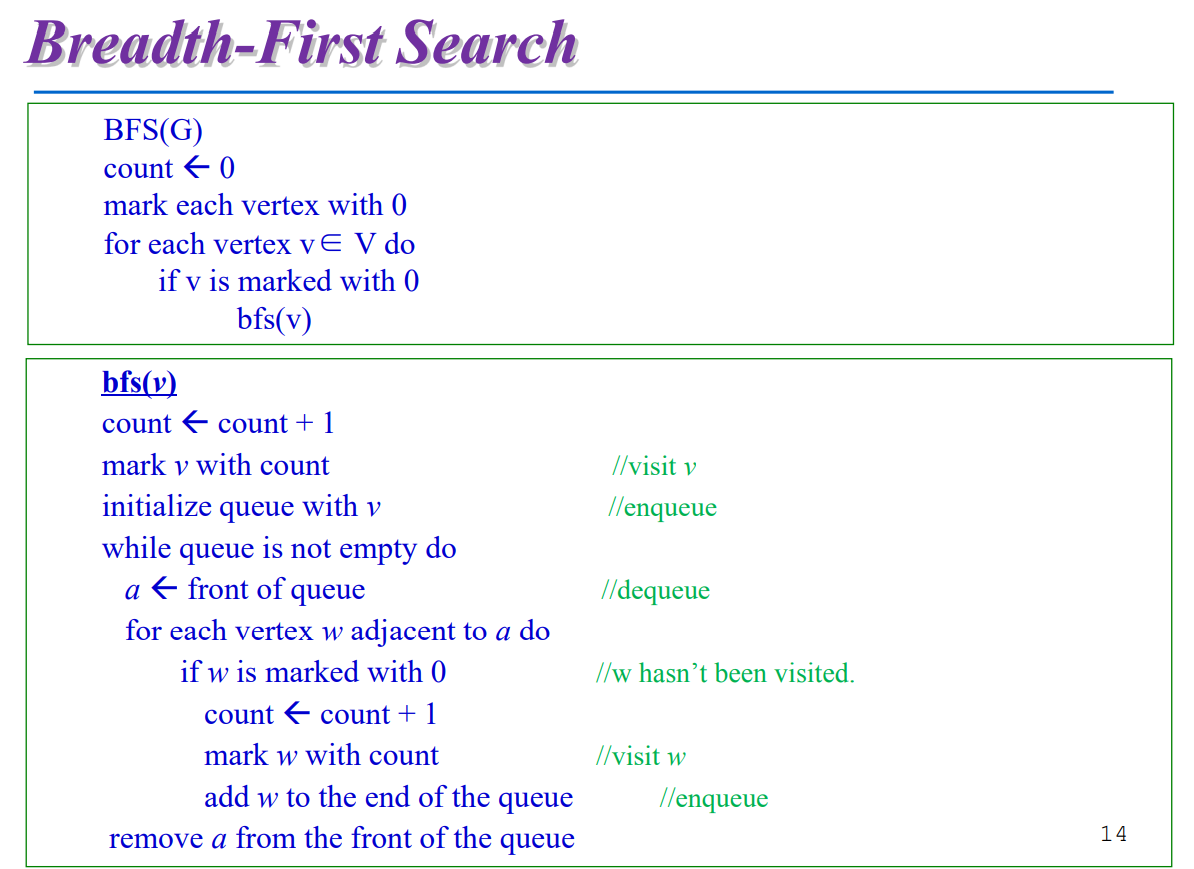 Breadth-First Search
BFS(G)
count ← 0
mark each vertex with 0
for each vertex v∈ V do
if v is marked with 0
bfs(v)
bfs(v)
count ← count + 1
mark v with count //visit v
initialize queue with v //enqueue
while queue is not empty do
a ← front of queue //dequeue
for each vertex w adjacent to a do
if w is marked with 0 //w hasn’t been visited.
count ← count + 1
mark w with count //visit w
add w to the end of the queue //enqueue
remove a from the front of the queue
14